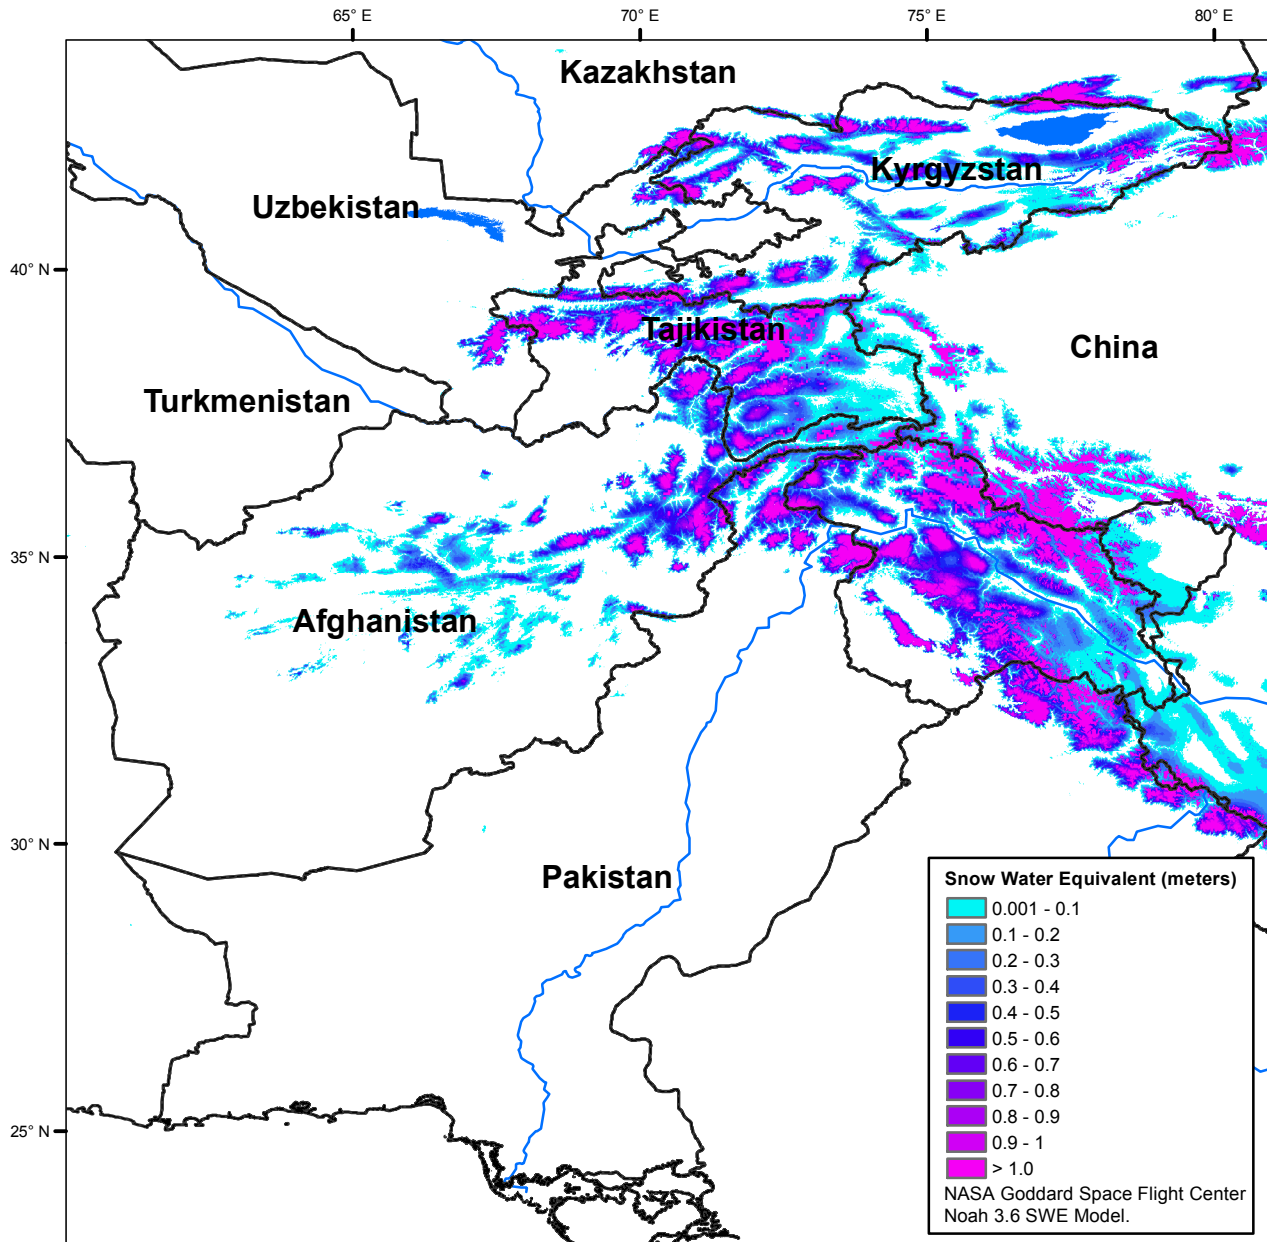 65° E
70° E
75° E
80° E
Kazakhstan
Kyrgyzstan
Uzbekistan
40° N
Tajikistan
China
Turkmenistan
35° N
Afghanistan
30° N
Pakistan
25° N
Snow Water Equivalent (meters)
0.001 - 0.1
0.1 - 0.2
0.2 - 0.3
0.3 - 0.4
0.4 - 0.5
0.5 - 0.6
0.6 - 0.7
0.7 - 0.8
0.8 - 0.9
0.9 - 1
> 1.0
NASA Goddard Space Flight Center
Noah 3.6 SWE Model.